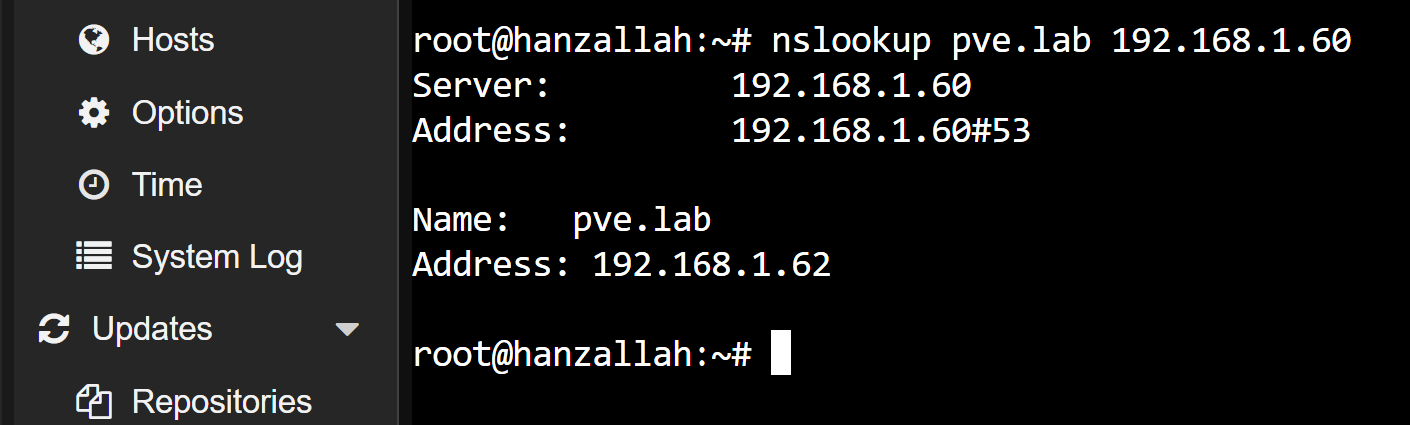 Hosts
Options
Time
System Log
Updates
Repositories
root@hanzallah:~# nslookup pve.lab 192.168.1.60
Server:         192.168.1.60
Address:        192.168.1.60#53
Name:   pve.lab
Address: 192.168.1.62
root@hanzallah:~#